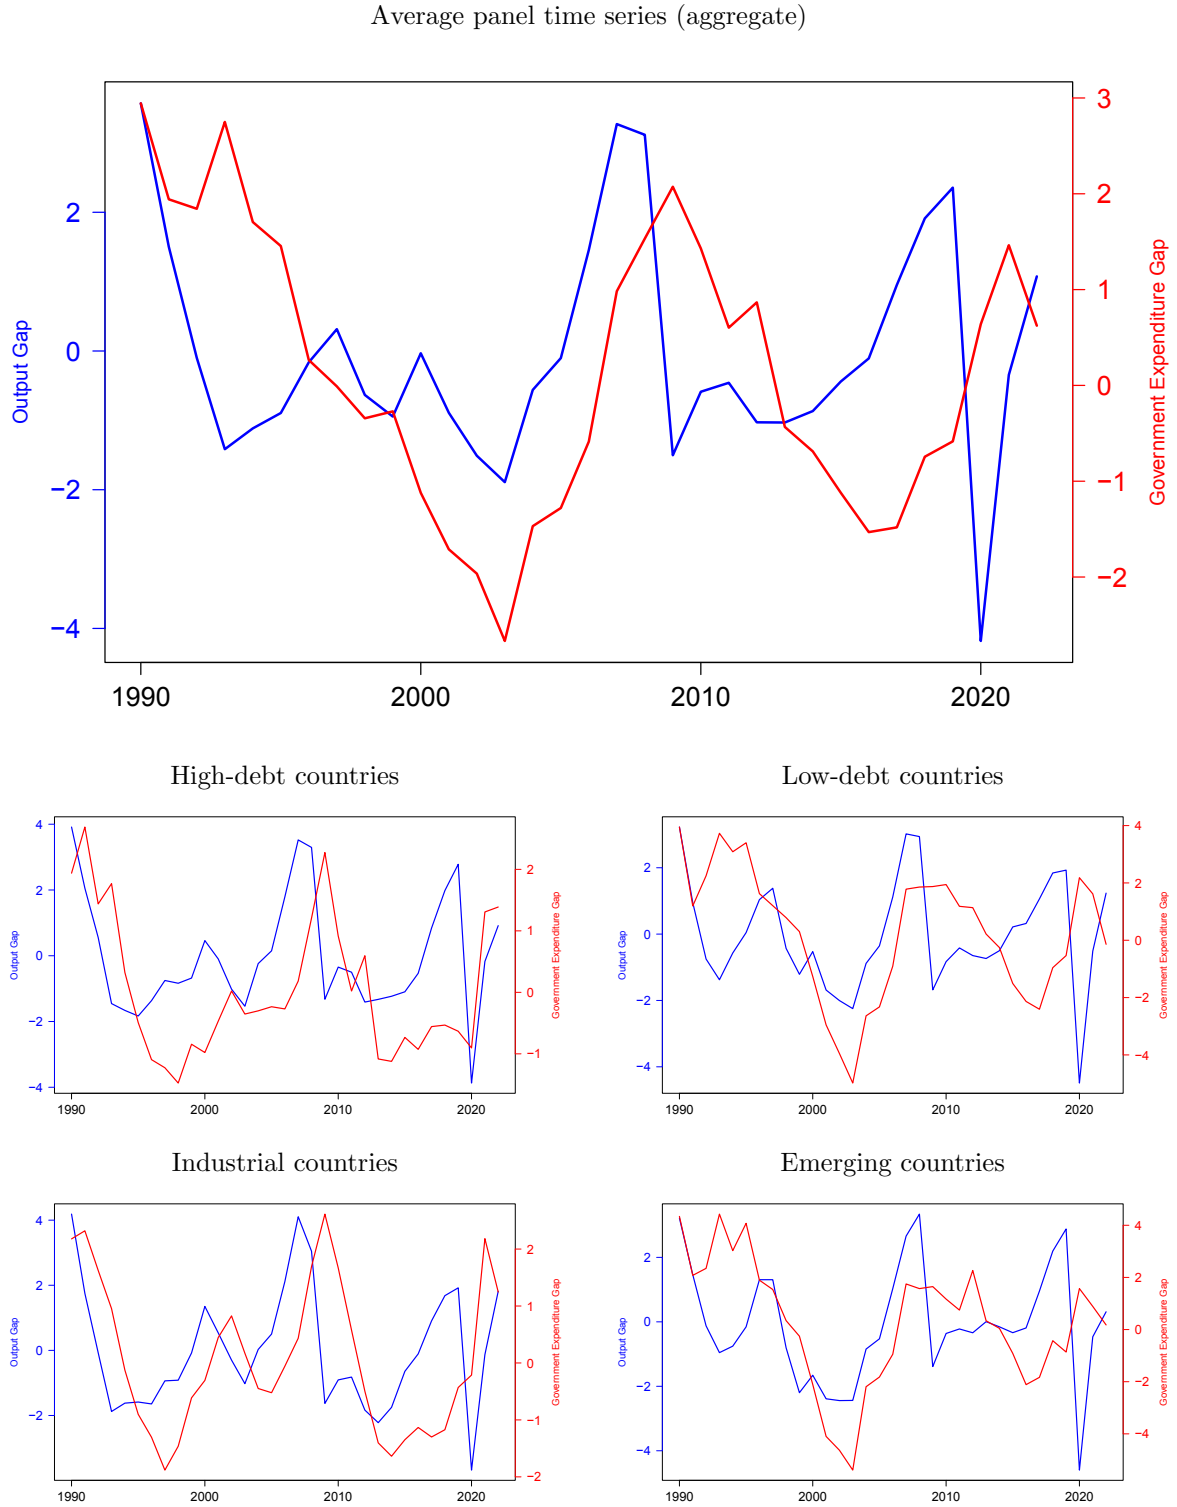 Average panel time series (aggregate)
Output Gap
2
0
−2
−4
3
2
1
0
−1
−2
Government Expenditure Gap
1990 2000 2010 2020
High-debt countries
Output Gap
4
2
0
−2
−4
2
1
0
−1
Government Expenditure Gap
1990 2000 2010 2020
Low-debt countries
Output Gap
2
0
−2
−4
4
2
0
−2
−4
Government Expenditure Gap
1990 2000 2010 2020
Industrial countries
Output Gap
4
2
0
−2
2
1
0
−1
−2
Government Expenditure Gap
1990 2000 2010 2020
Emerging countries
Output Gap
2
0
−2
−4
4
2
0
−2
−4
Government Expenditure Gap
1990 2000 2010 2020